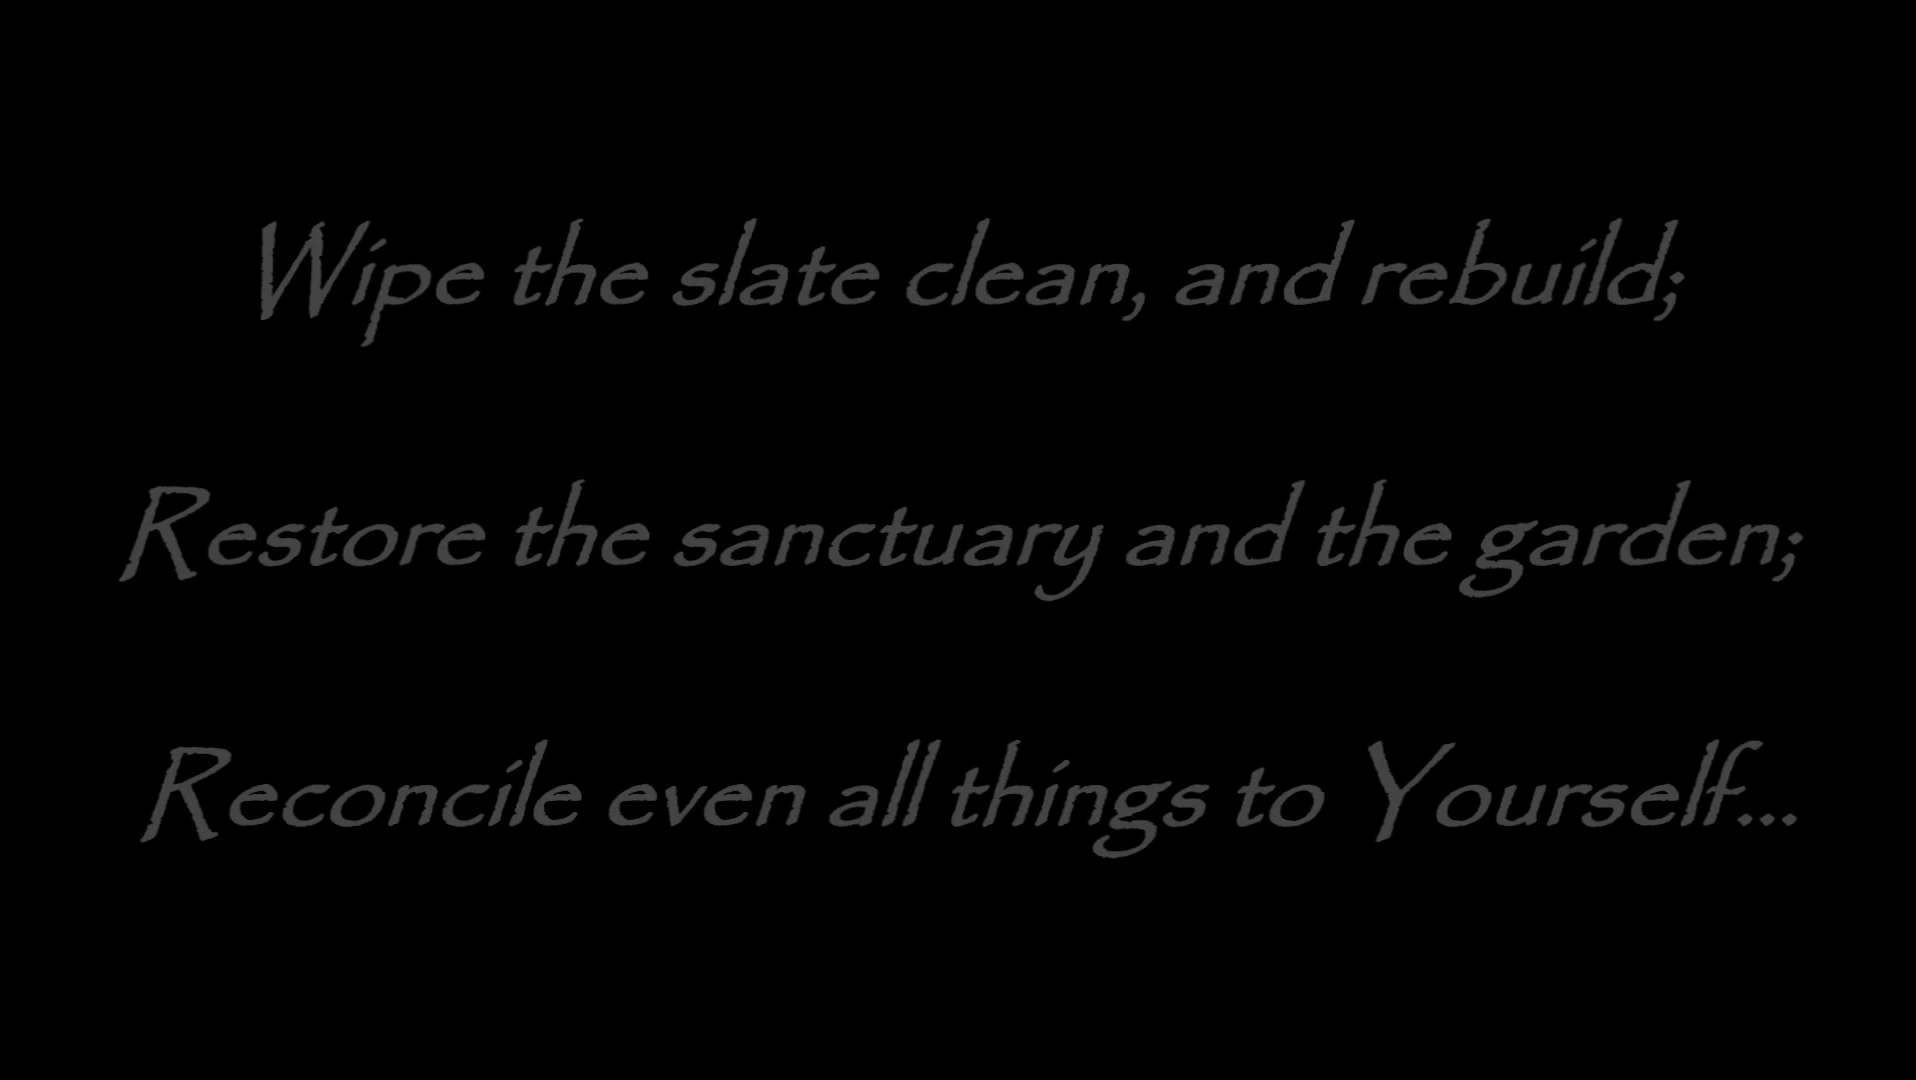 Wipe the slate clean, and rebuild;
Restore the sanctuary and the garden;
Reconcile even all things to Yourself...